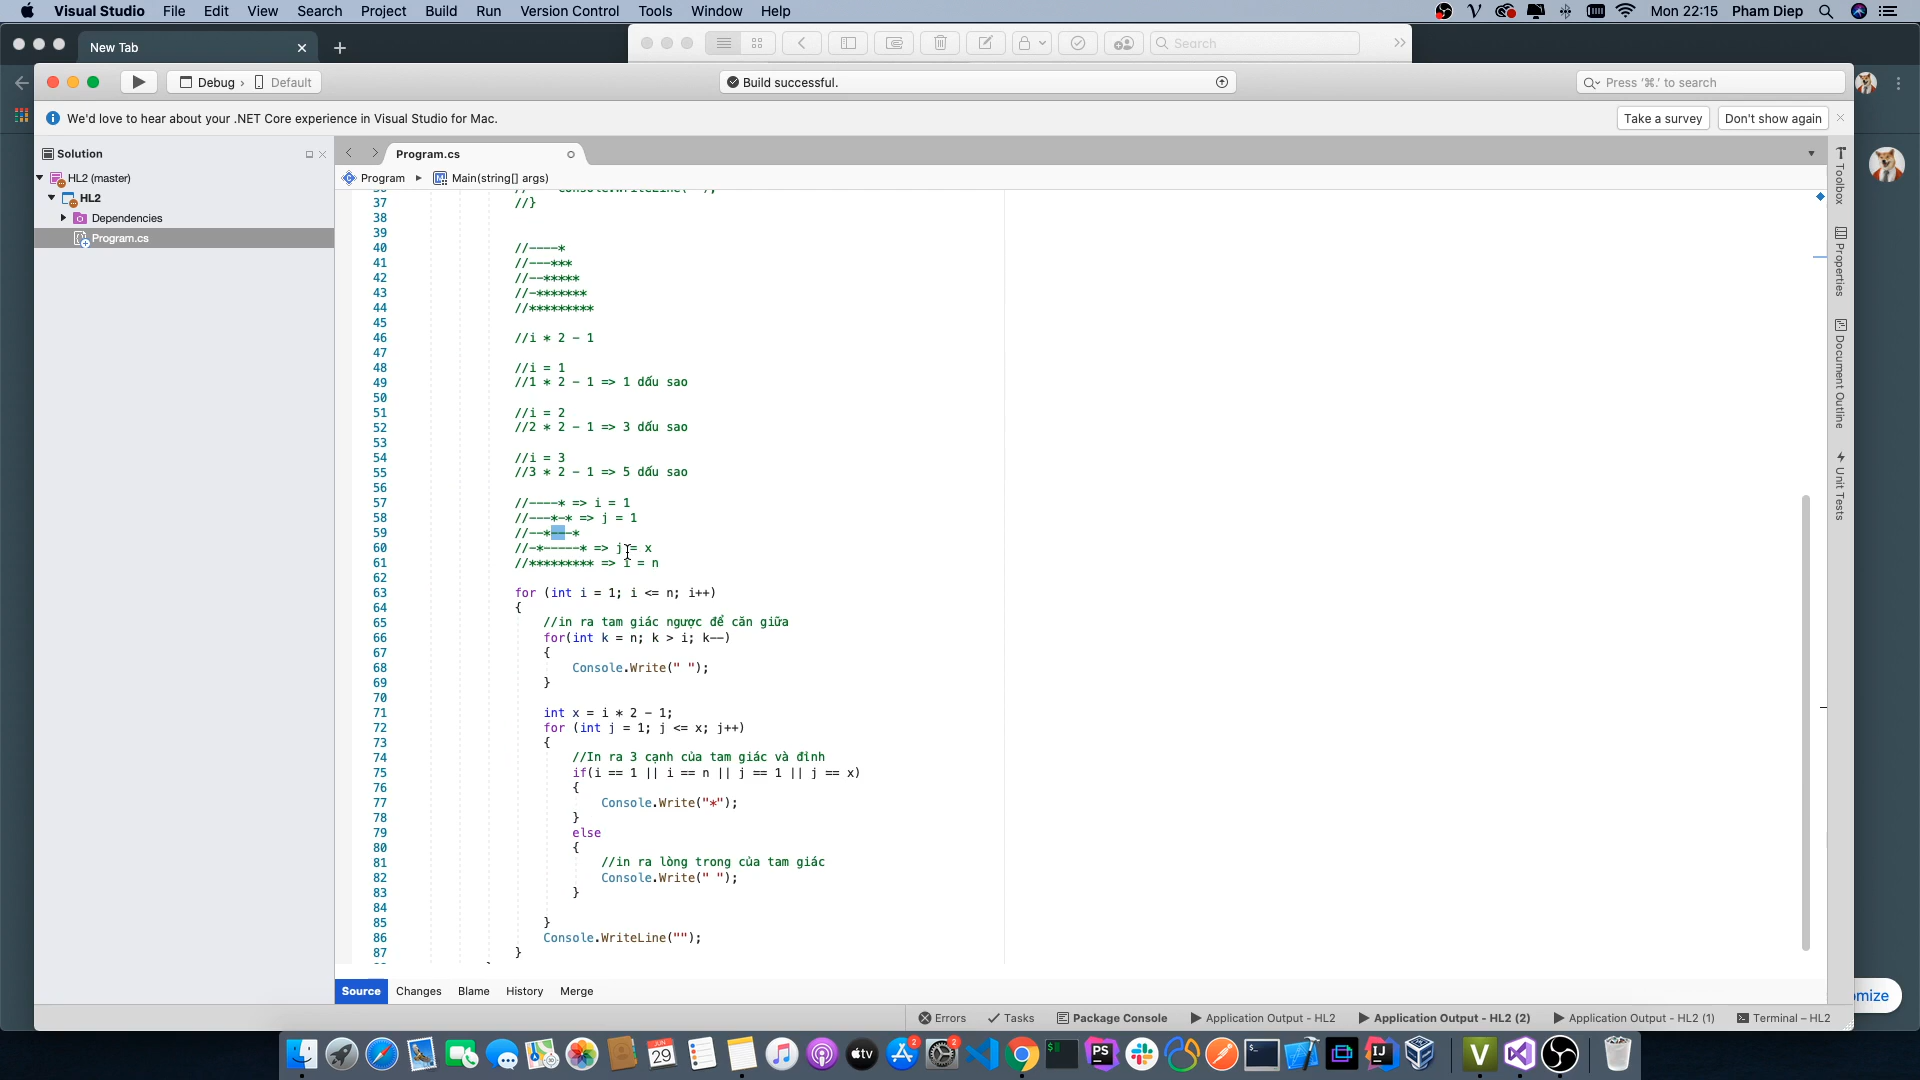 Visual Studio File Edit View Search Project Build Run Version Control Tools Window Help
Mon 22:15 Pham Diep
New Tab
Search
Debug › Default
Build successful.
Press '⌘.' to search
We'd love to hear about your .NET Core experience in Visual Studio for Mac.
Take a survey
Don't show again
Solution
HL2 (master)
HL2
Dependencies
Program.cs
Program.cs
Program ▸ Main(string[] args)
37 //}
38
39
40 //----*
41 //---***
42 //--*****
43 //-*******
44 //*********
45
46 //i * 2 - 1
47
48 //i = 1
49 //1 * 2 - 1 => 1 dấu sao
50
51 //i = 2
52 //2 * 2 - 1 => 3 dấu sao
53
54 //i = 3
55 //3 * 2 - 1 => 5 dấu sao
56
57 //----* => i = 1
58 //---*-* => j = 1
59 //--*---*
60 //-*-----* => j = x
61 //********* => i = n
62
63 for (int i = 1; i <= n; i++)
64 {
65 //in ra tam giác ngược để căn giữa
66 for(int k = n; k > i; k--)
67 {
68 Console.Write(" ");
69 }
70
71 int x = i * 2 - 1;
72 for (int j = 1; j <= x; j++)
73 {
74 //In ra 3 cạnh của tam giác và đỉnh
75 if(i == 1 || i == n || j == 1 || j == x)
76 {
77 Console.Write("*");
78 }
79 else
80 {
81 //in ra lòng trong của tam giác
82 Console.Write(" ");
83 }
84
85 }
86 Console.WriteLine("");
87 }
Toolbox
Properties
Document Outline
Unit Tests
Source Changes Blame History Merge
omize
Errors Tasks Package Console Application Output - HL2 Application Output - HL2 (2) Application Output - HL2 (1) Terminal – HL2
JUN
29
tv
2
2
PS
IJ
V